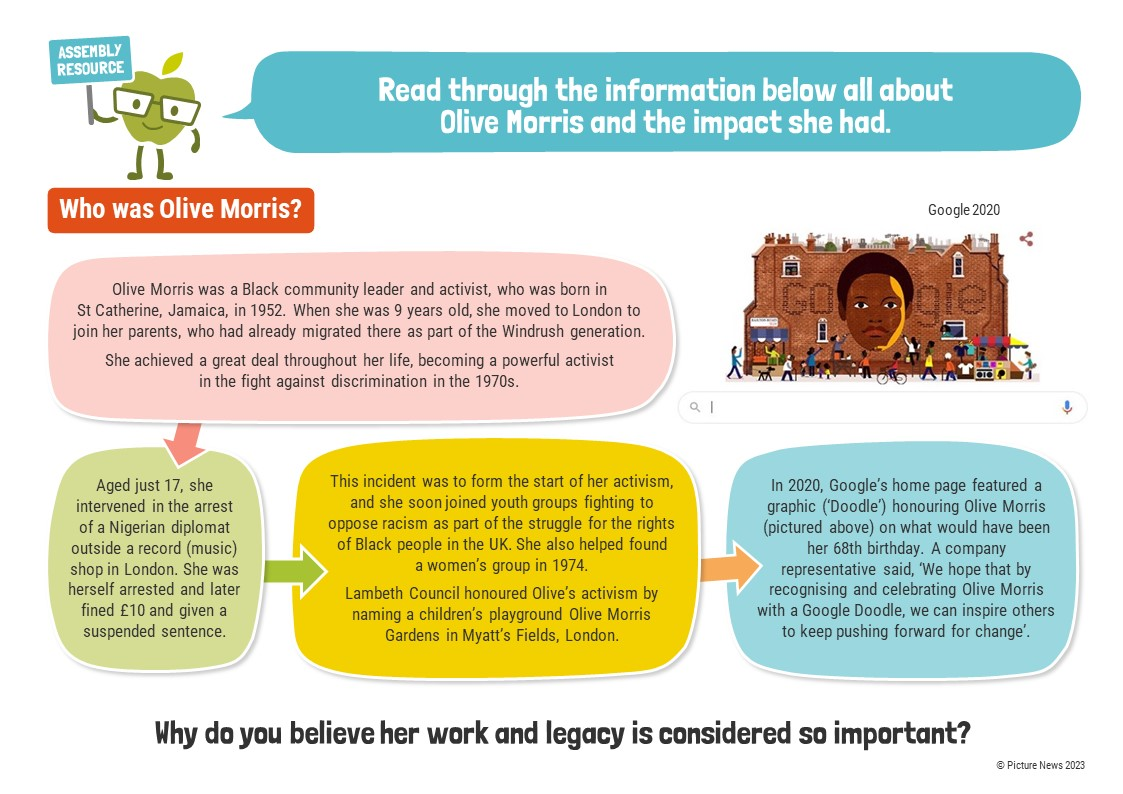 ASSEMBLY
RESOURCE
Read through the information below all about
Olive Morris and the impact she had.
Who was Olive Morris?
Google 2020
Olive Morris was a Black community leader and activist, who was born in
St Catherine, Jamaica, in 1952. When she was 9 years old, she moved to London to
join her parents, who had already migrated there as part of the Windrush generation.
She achieved a great deal throughout her life, becoming a powerful activist
in the fight against discrimination in the 1970s.
Aged just 17, she
intervened in the arrest
of a Nigerian diplomat
outside a record (music)
shop in London. She was
herself arrested and later
fined £10 and given a
suspended sentence.
This incident was to form the start of her activism,
and she soon joined youth groups fighting to
oppose racism as part of the struggle for the rights
of Black people in the UK. She also helped found
a women's group in 1974.
Lambeth Council honoured Olive's activism by
naming a children's playground Olive Morris
Gardens in Myatt's Fields, London.
In 2020, Google's home page featured a
graphic ('Doodle') honouring Olive Morris
(pictured above) on what would have been
her 68th birthday. A company
representative said, 'We hope that by
recognising and celebrating Olive Morris
with a Google Doodle, we can inspire others
to keep pushing forward for change'.
Why do you believe her work and legacy is considered so important?
© Picture News 2023